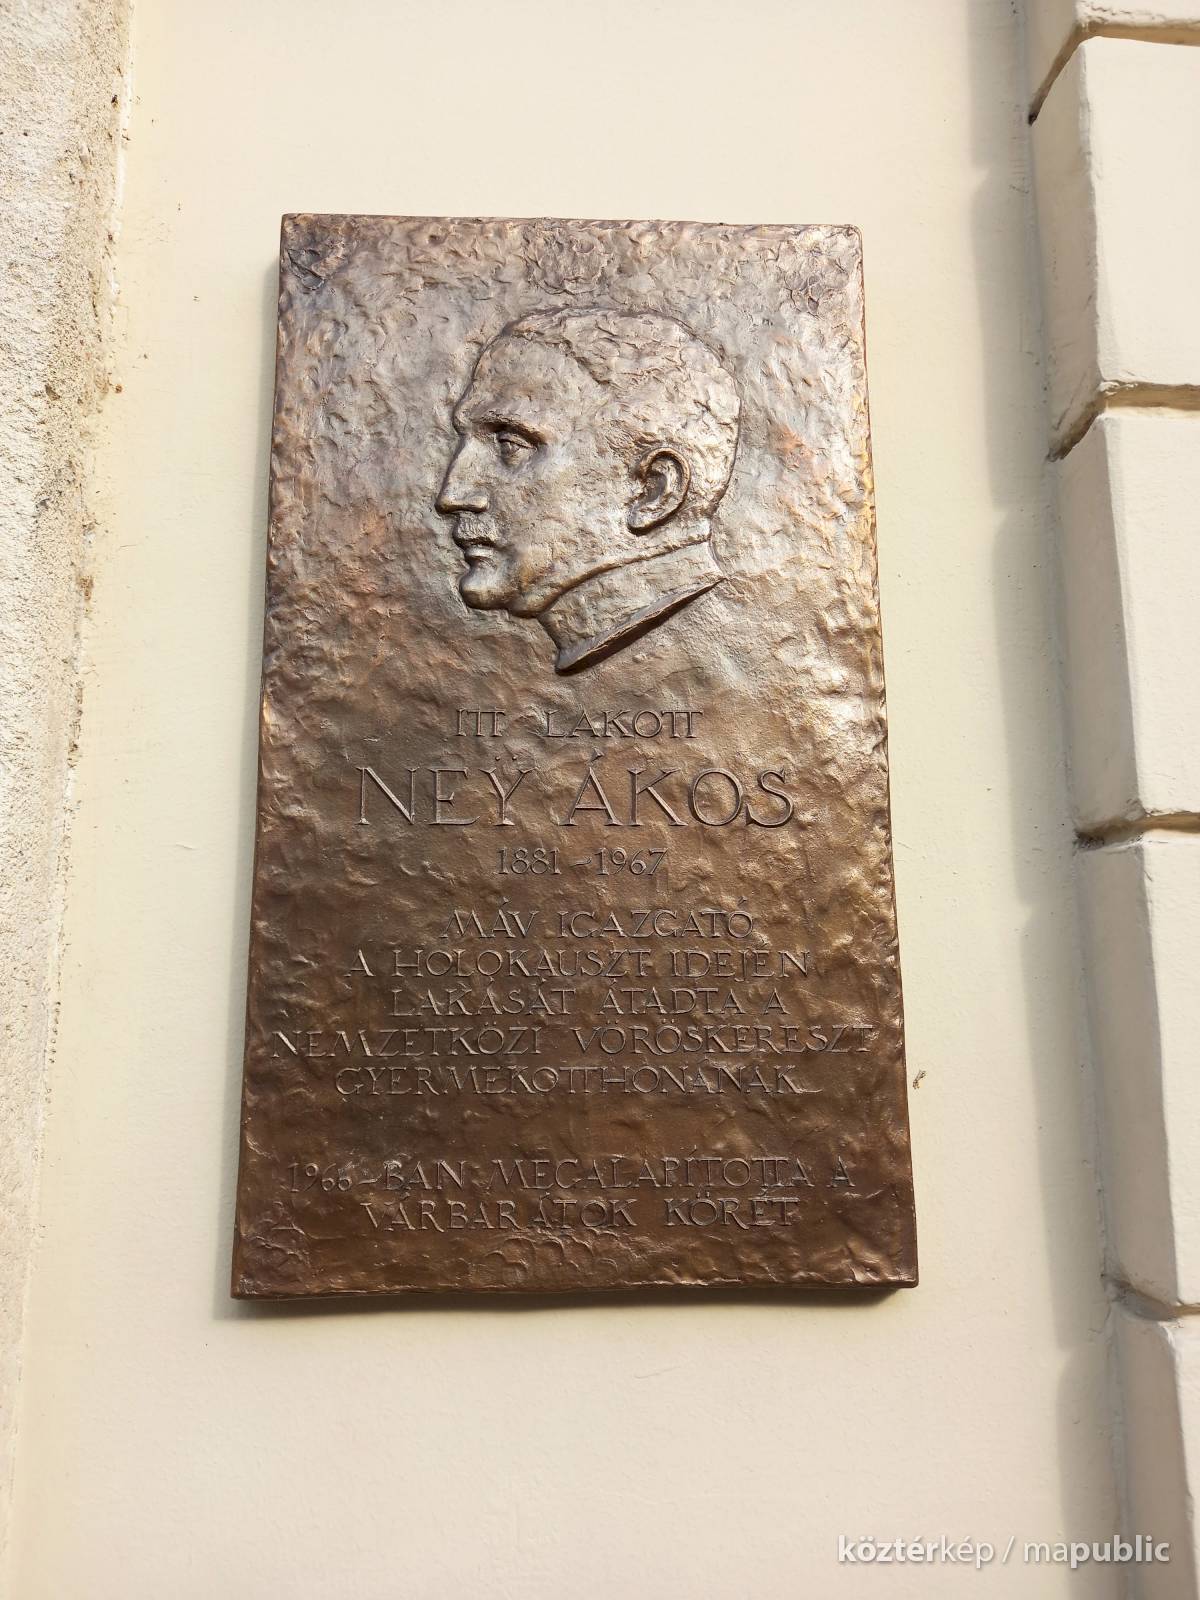 ITT LAKOTT
NEŸ ÁKOS
1881-1967
MÁV IGAZGATÓ
A HOLOKAUSZT IDEJÉN
LAKÁSÁT ÁTADTA A
NEMZETKÖZI VÖRÖSKERESZT
GYERMEKOTTHONÁNAK
1966-BAN MEGALAPÍTOTTA A
VÁRBARÁTOK KÖRÉT
köztérkép / mapublic